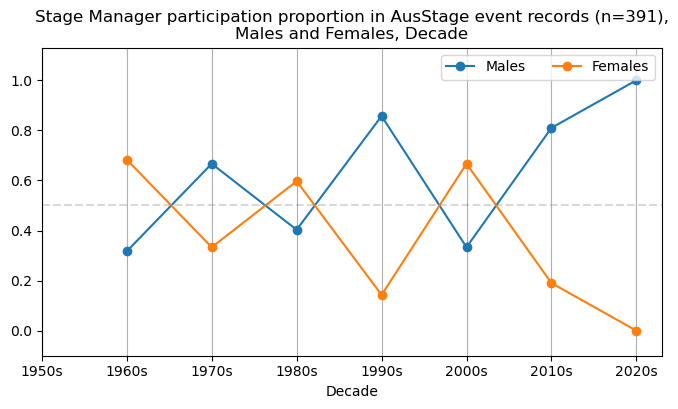 Stage Manager participation proportion in AusStage event records (n=391),
Males and Females, Decade
Males
Females
1.0
0.8
0.6
0.4
0.2
0.0
1950s
1960s
1970s
1980s
1990s
2000s
2010s
2020s
Decade